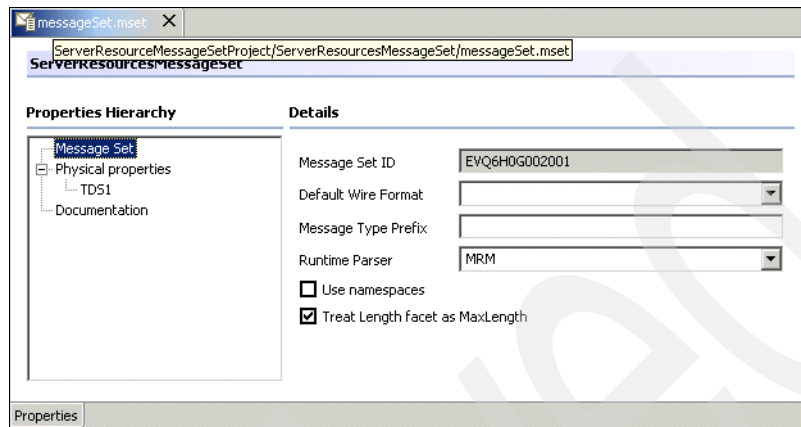 messageSet.mset
ServerResourceMessageSetProject/ServerResourcesMessageSet/messageSet.mset
ServerResourcesMessageSet
Properties Hierarchy
Message Set
Physical properties
TDS1
Documentation
Details
Message Set ID EVQ6H0G002001
Default Wire Format
Message Type Prefix
Runtime Parser MRM
Use namespaces
Treat Length facet as MaxLength
Properties